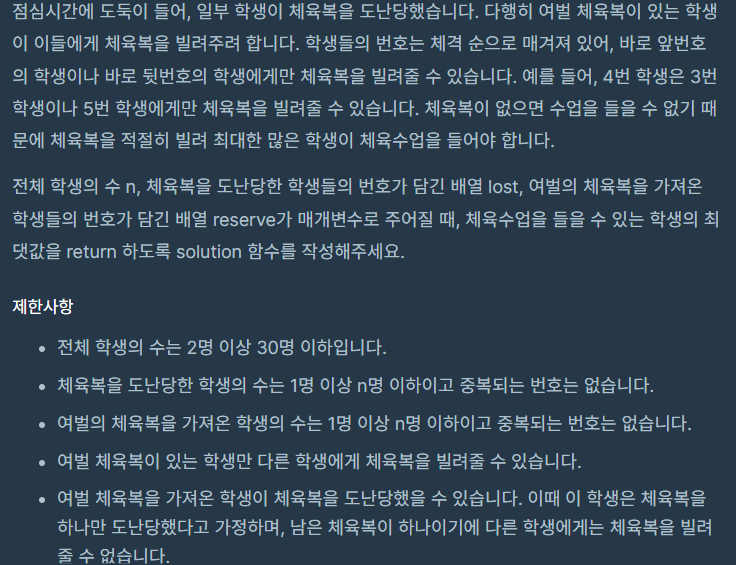 점심시간에 도둑이 들어, 일부 학생이 체육복을 도난당했습니다. 다행히 여벌 체육복이 있는 학생
이 이들에게 체육복을 빌려주려 합니다. 학생들의 번호는 체격 순으로 매겨져 있어, 바로 앞번호
의 학생이나 바로 뒷번호의 학생에게만 체육복을 빌려줄 수 있습니다. 예를 들어, 4번 학생은 3번
학생이나 5번 학생에게만 체육복을 빌려줄 수 있습니다. 체육복이 없으면 수업을 들을 수 없기 때
문에 체육복을 적절히 빌려 최대한 많은 학생이 체육수업을 들어야 합니다.
전체 학생의 수 n, 체육복을 도난당한 학생들의 번호가 담긴 배열 lost, 여벌의 체육복을 가져온
학생들의 번호가 담긴 배열 reserve가 매개변수로 주어질 때, 체육수업을 들을 수 있는 학생의 최
댓값을 return 하도록 solution 함수를 작성해주세요.
제한사항
• 전체 학생의 수는 2명 이상 30명 이하입니다.
• 체육복을 도난당한 학생의 수는 1명 이상 n명 이하이고 중복되는 번호는 없습니다.
• 여벌의 체육복을 가져온 학생의 수는 1명 이상 n명 이하이고 중복되는 번호는 없습니다.
• 여벌 체육복이 있는 학생만 다른 학생에게 체육복을 빌려줄 수 있습니다.
• 여벌 체육복을 가져온 학생이 체육복을 도난당했을 수 있습니다. 이때 이 학생은 체육복을
하나만 도난당했다고 가정하며, 남은 체육복이 하나이기에 다른 학생에게는 체육복을 빌려
줄 수 없습니다.